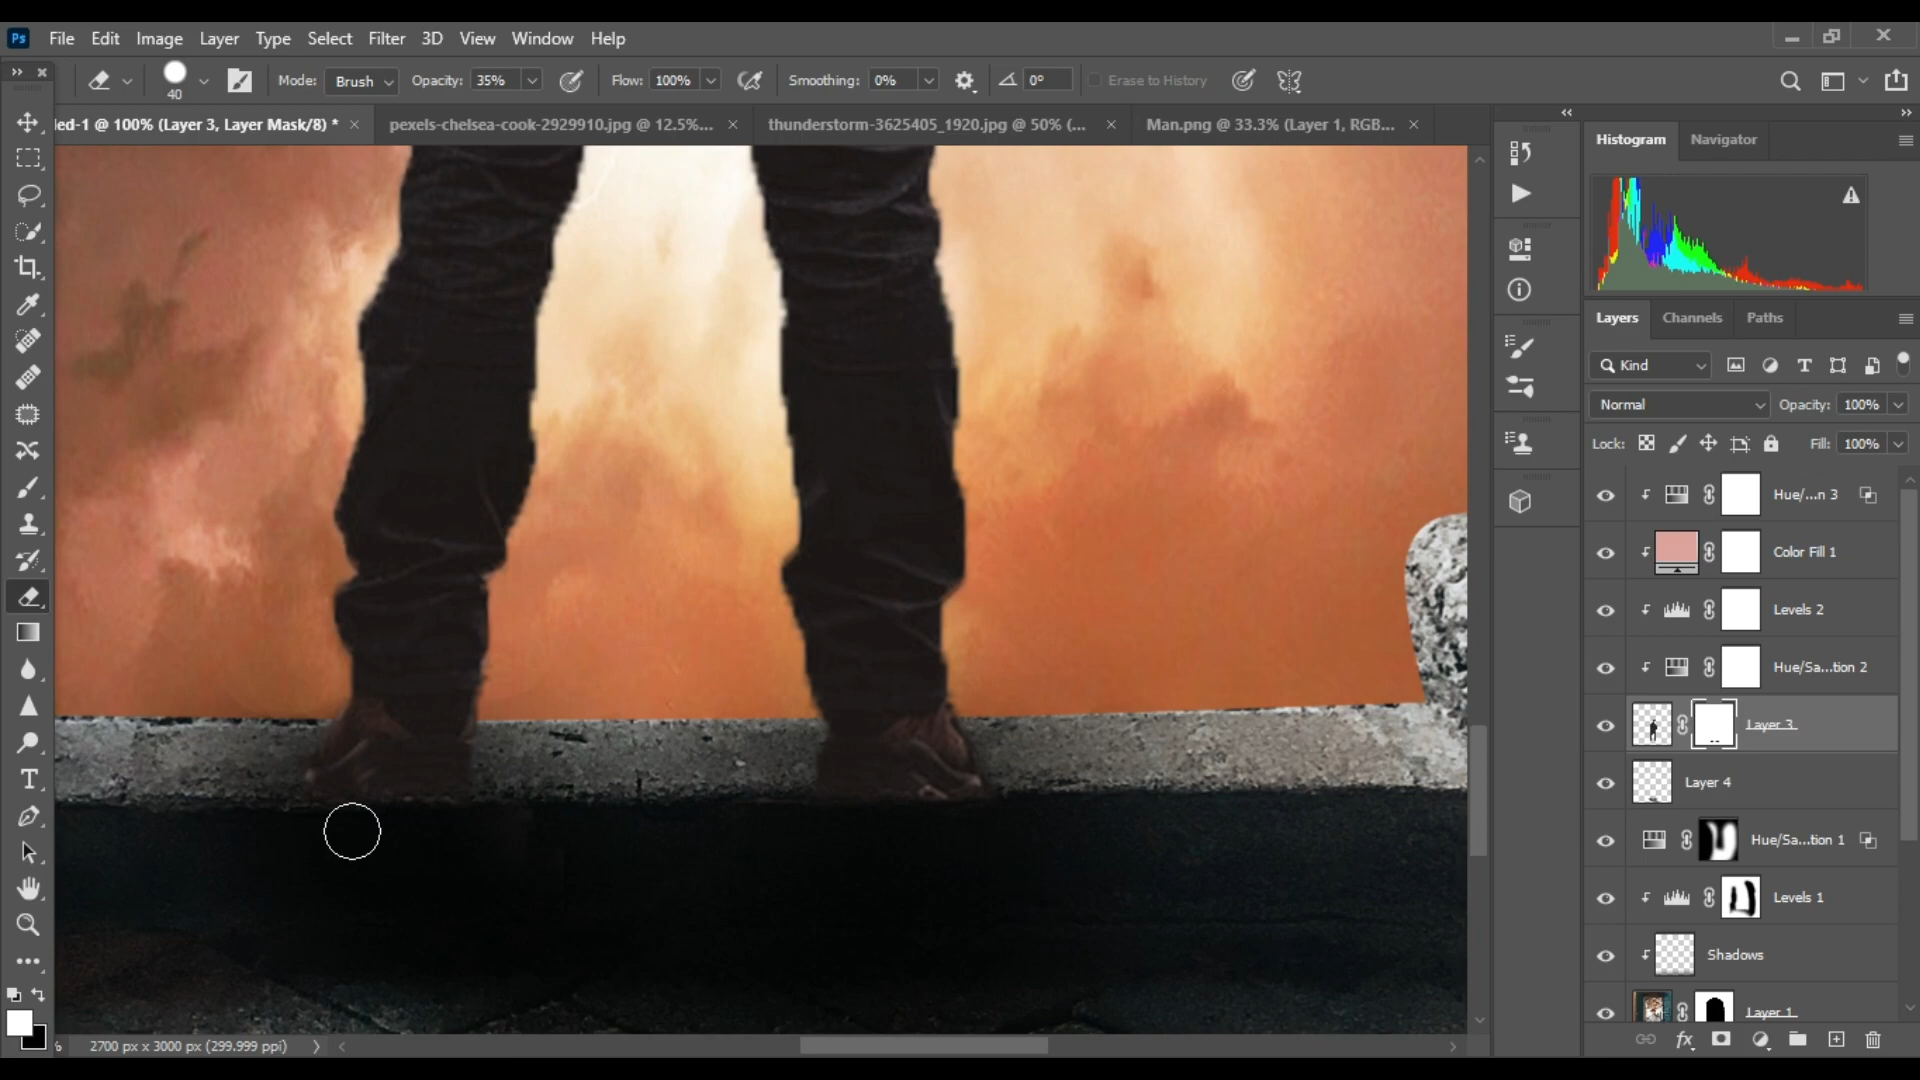 Ps File Edit Image Layer Type Select Filter 3D View Window Help
40 Mode: Brush Opacity: 35% Flow: 100% Smoothing: 0% 0° Erase to History
led-1 @ 100% (Layer 3, Layer Mask/8) * pexels-chelsea-cook-2929910.jpg @ 12.5%... thunderstorm-3625405_1920.jpg @ 50% (... Man.png @ 33.3% (Layer 1, RGB...
Histogram Navigator
Layers Channels Paths
Kind
Normal Opacity: 100%
Lock: Fill: 100%
Hue/...n 3
Color Fill 1
Levels 2
Hue/Sa...tion 2
Layer 3
Layer 4
Hue/Sa...tion 1
Levels 1
Shadows
Layer 1
% 2700 px x 3000 px (299.999 ppi)
fx